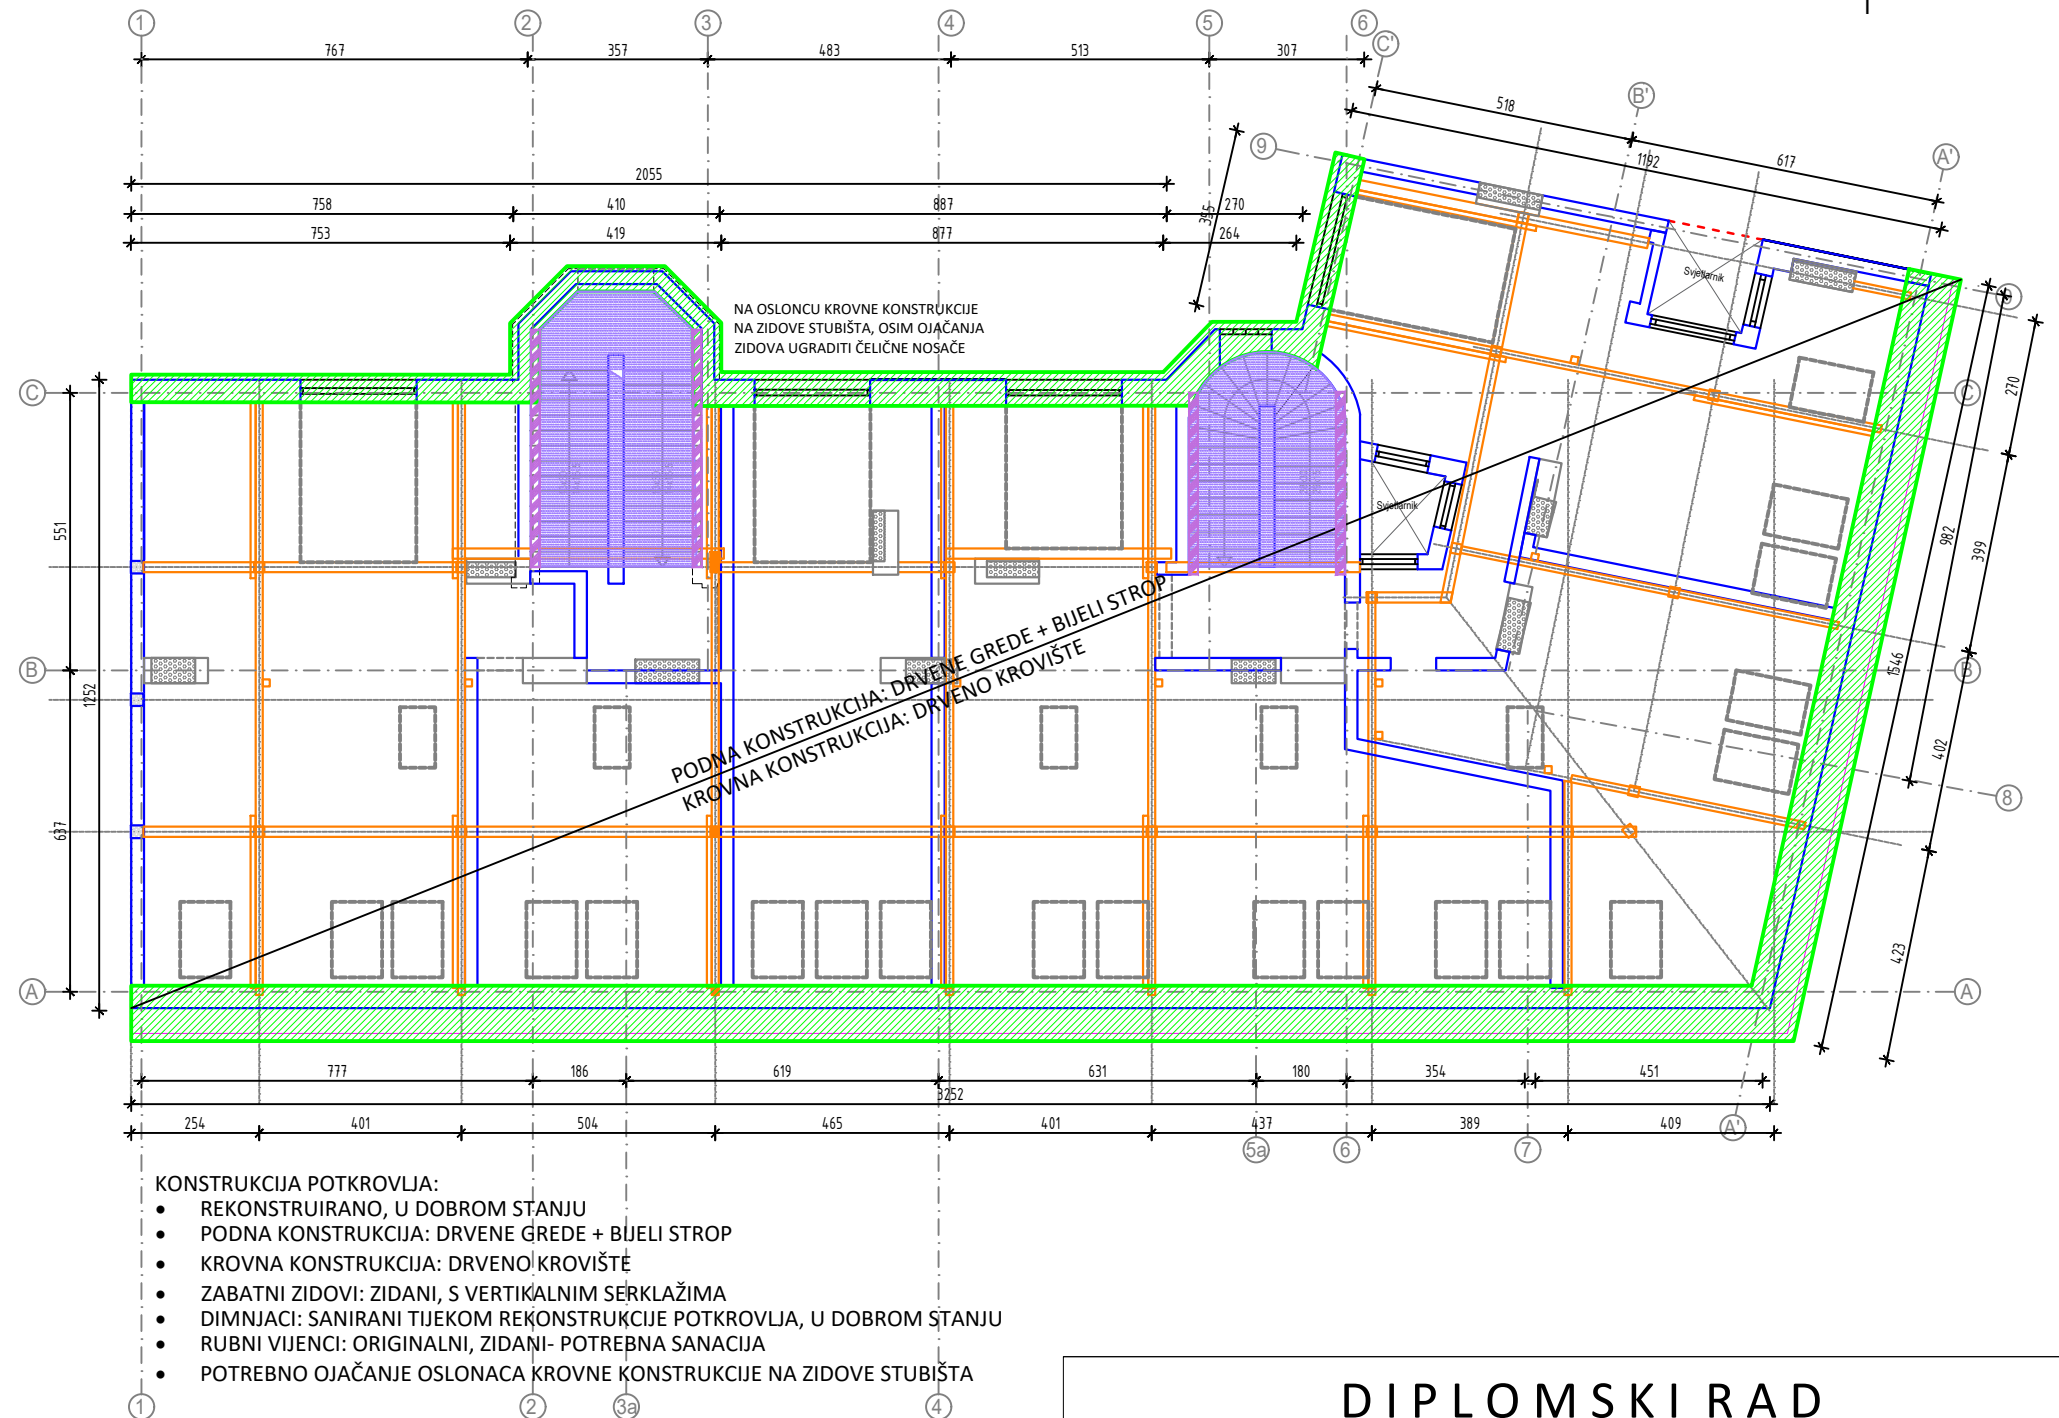 1 2 3 4 5 6
C'
767 357 483 513 307
518
B'
1192
617
A'
9
2055
758 410 887 270
753 419 877 264
395
Svjetlarnik
9
NA OSLONCU KROVNE KONSTRUKCIJE
NA ZIDOVE STUBIŠTA, OSIM OJAČANJA
ZIDOVA UGRADITI ČELIČNE NOSAČE
C
C
270
551
Svjetlarnik
982
399
B
B
1252
1546
PODNA KONSTRUKCIJA: DRVENE GREDE + BIJELI STROP
KROVNA KONSTRUKCIJA: DRVENO KROVIŠTE
402
8
637
423
A
A
777 186 619 631 180 354 451
3252
254 401 504 465 401 437 389 409
A'
5a 6 7
KONSTRUKCIJA POTKROVLJA:
• REKONSTRUIRANO, U DOBROM STANJU
• PODNA KONSTRUKCIJA: DRVENE GREDE + BIJELI STROP
• KROVNA KONSTRUKCIJA: DRVENO KROVIŠTE
• ZABATNI ZIDOVI: ZIDANI, S VERTIKALNIM SERKLAŽIMA
• DIMNJACI: SANIRANI TIJEKOM REKONSTRUKCIJE POTKROVLJA, U DOBROM STANJU
• RUBNI VIJENCI: ORIGINALNI, ZIDANI- POTREBNA SANACIJA
• POTREBNO OJAČANJE OSLONACA KROVNE KONSTRUKCIJE NA ZIDOVE STUBIŠTA
1 2 3a 4
DIPLOMSKI RAD